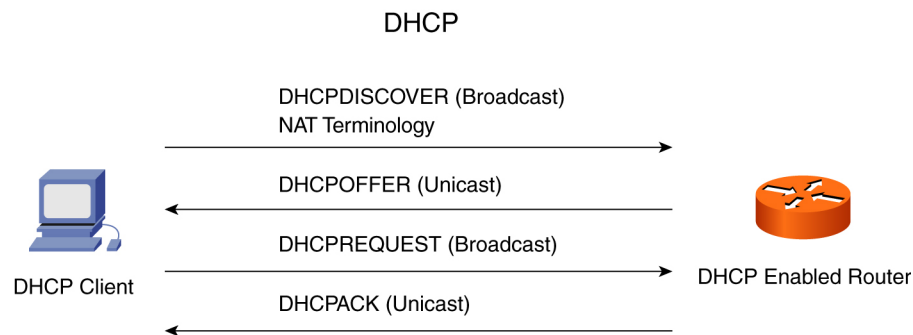 DHCP
DHCPDISCOVER (Broadcast)
NAT Terminology
DHCPOFFER (Unicast)
DHCPREQUEST (Broadcast)
DHCP Client
DHCP Enabled Router
DHCPACK (Unicast)